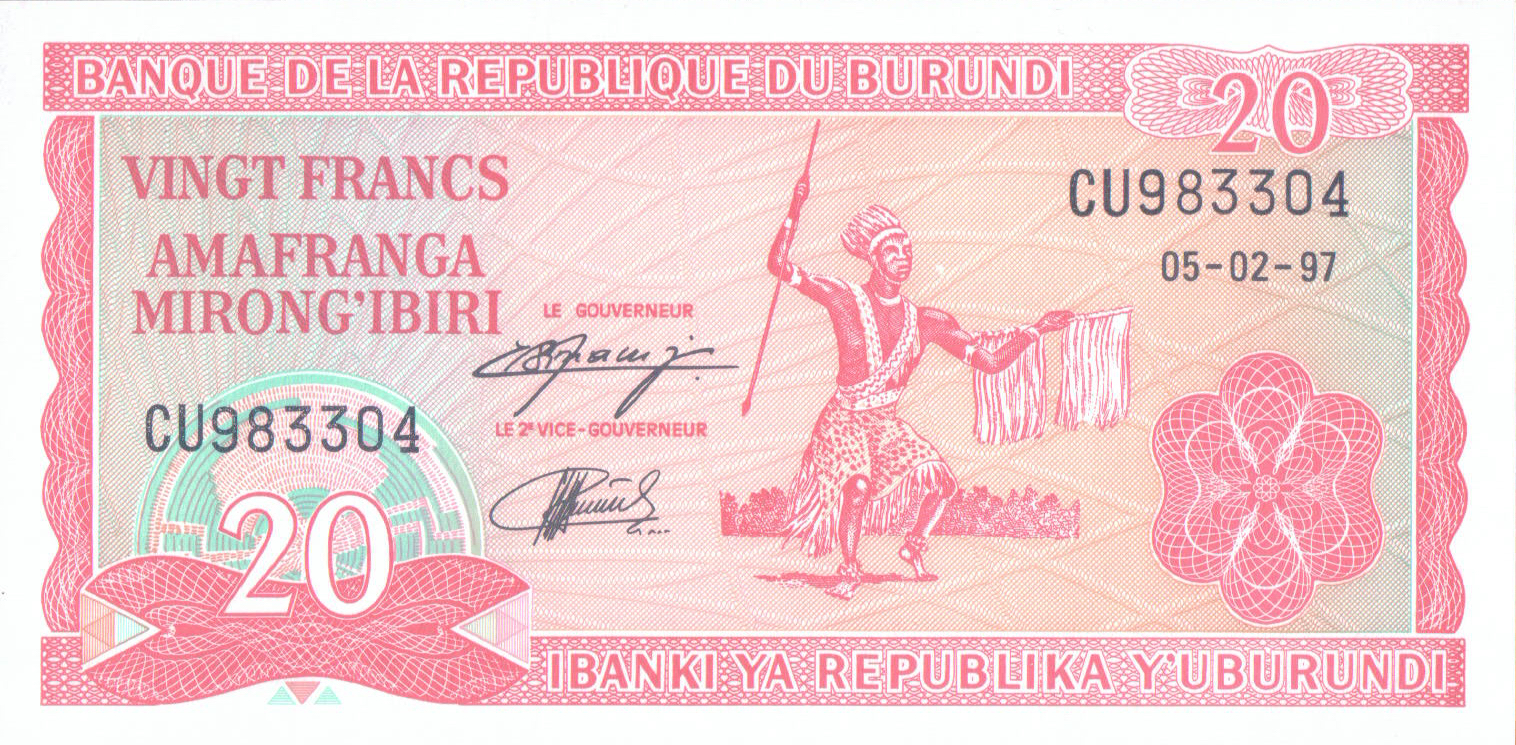 BANQUE DE LA REPUBLIQUE DU BURUNDI
20
VINGT FRANCS
CU983304
AMAFRANGA
MIRONG'IBIRI
05-02-97
LE GOUVERNEUR
CU983304
LE 2e VICE-GOUVERNEUR
20
IBANKI YA REPUBLIKA Y'UBURUNDI